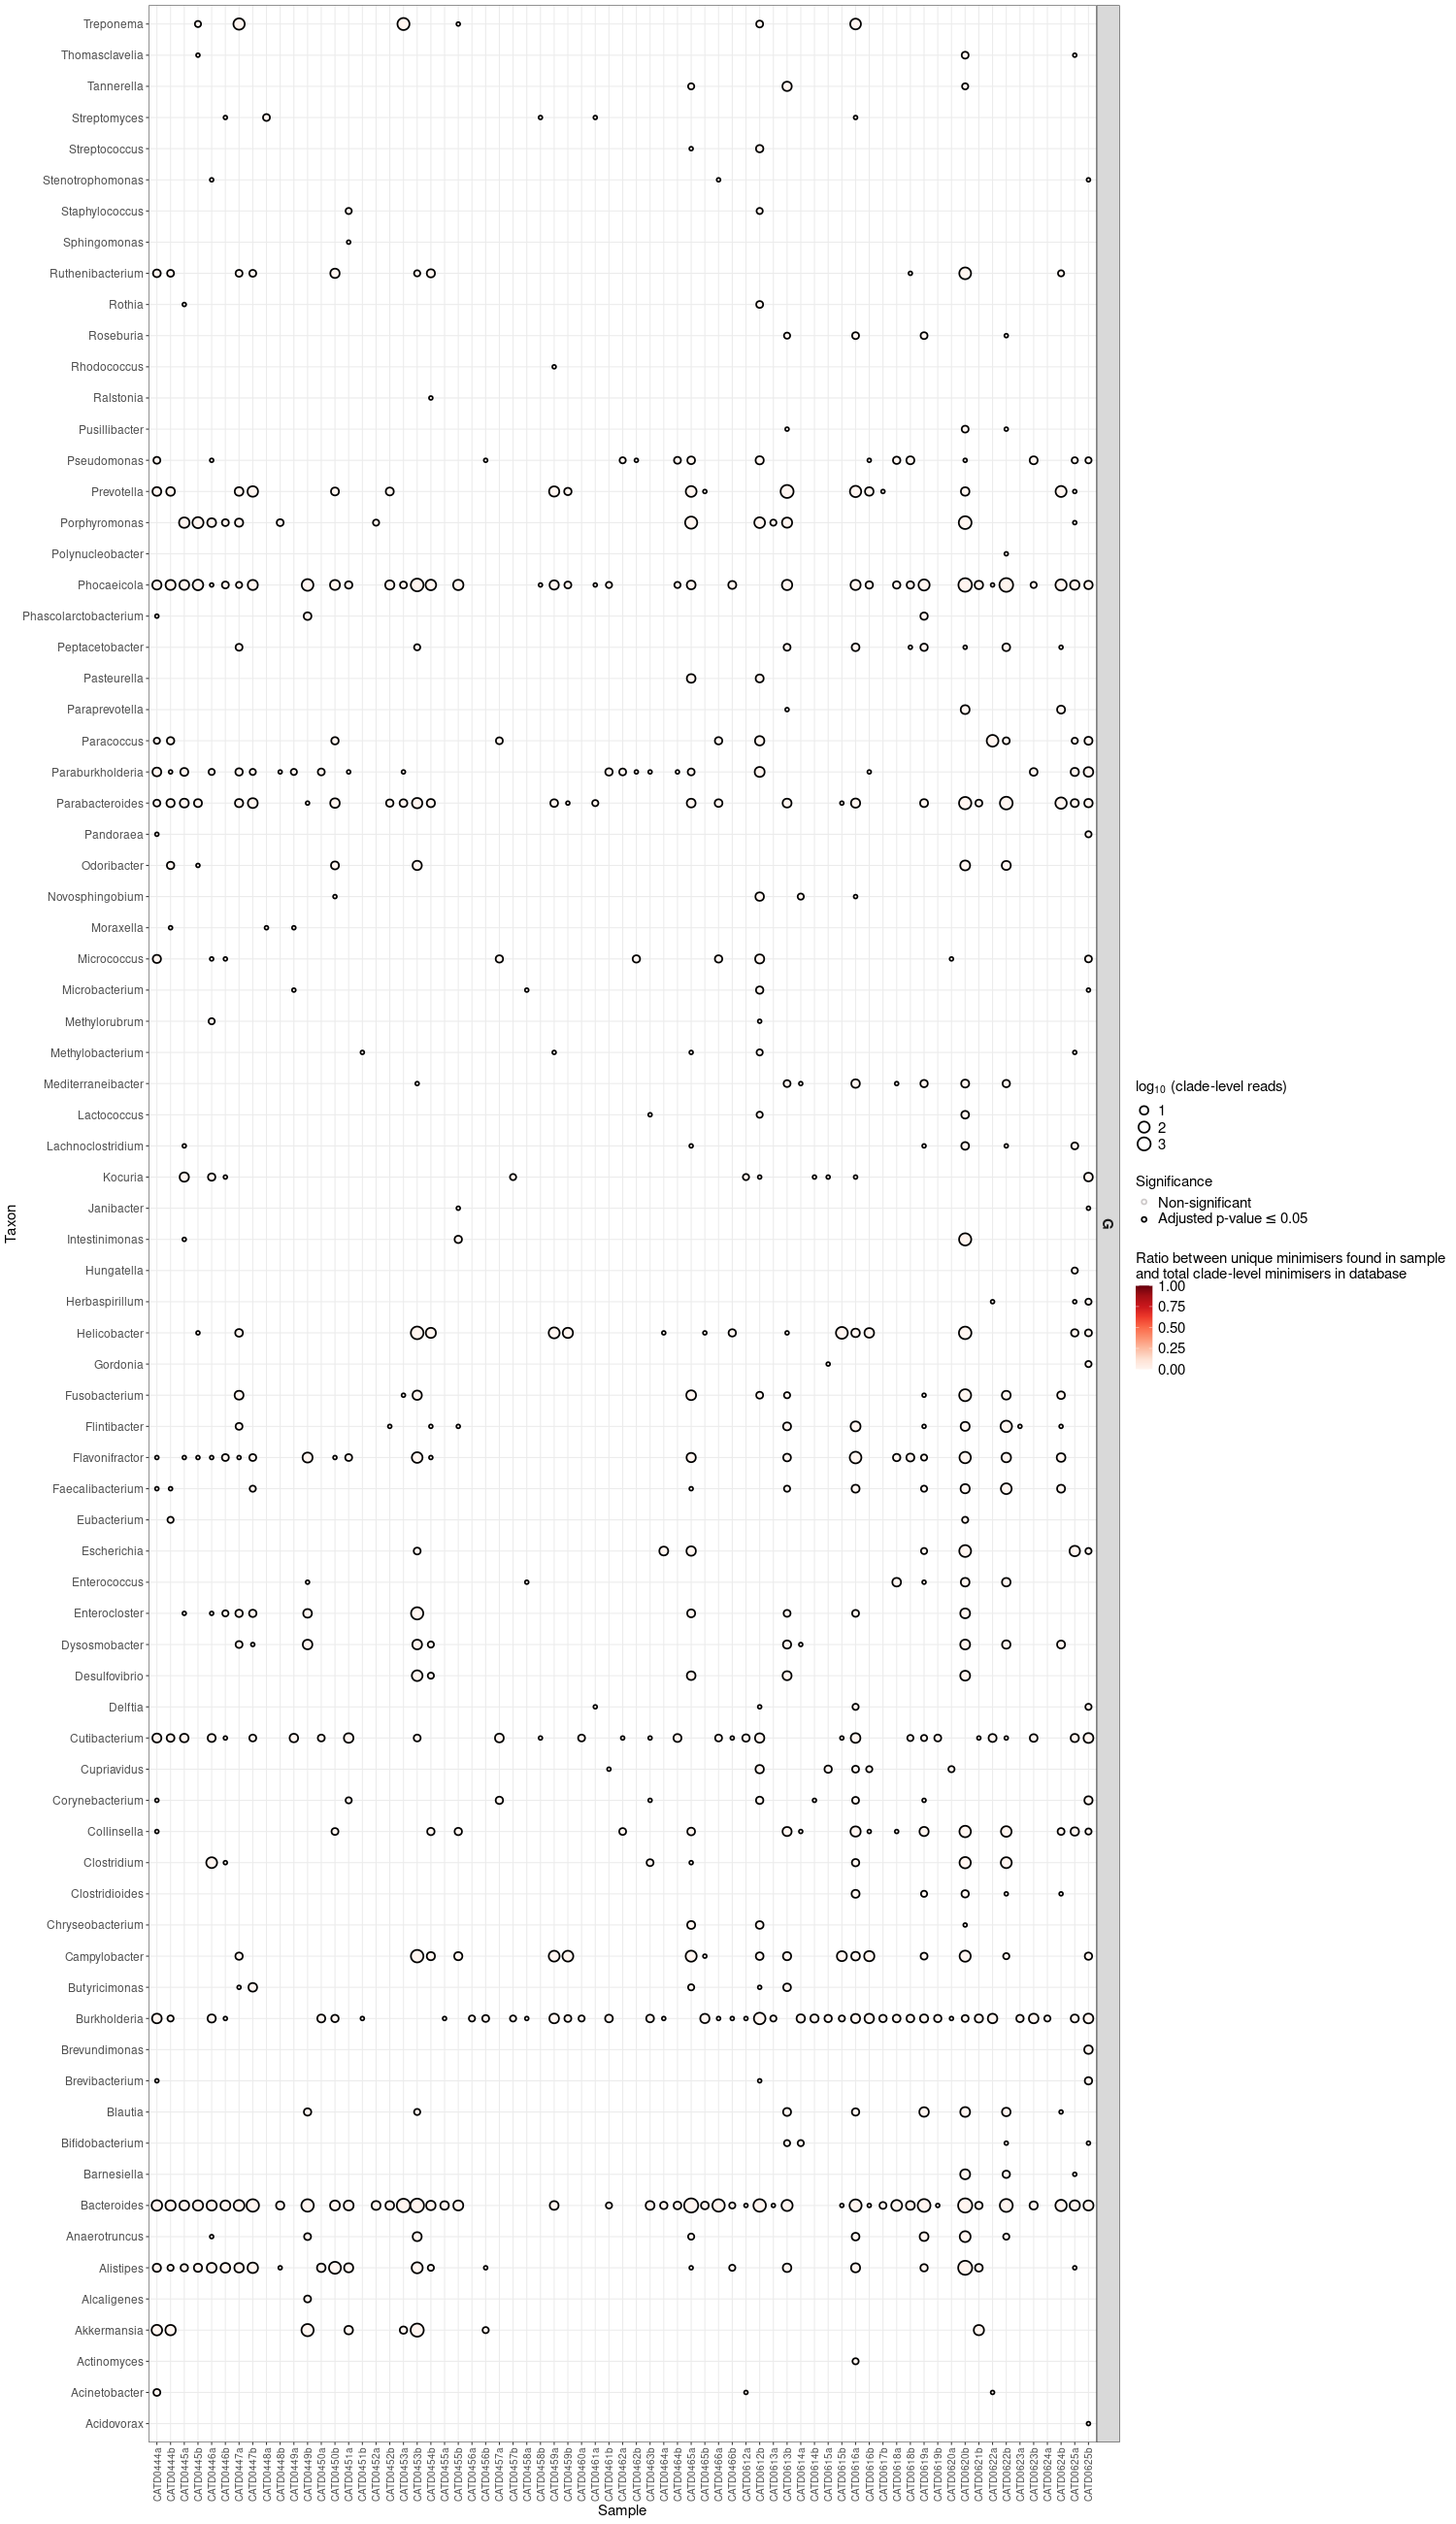 Treponema
Thomasclavelia
Tannerella
Streptomyces
Streptococcus
Stenotrophomonas
Staphylococcus
Sphingomonas
Ruthenibacterium
Rothia
Roseburia
Rhodococcus
Ralstonia
Pusillibacter
Pseudomonas
Prevotella
Porphyromonas
Polynucleobacter
Phocaeicola
Phascolarctobacterium
Peptacetobacter
Pasteurella
Paraprevotella
Paracoccus
Paraburkholderia
Parabacteroides
Pandoraea
Odoribacter
Novosphingobium
Moraxella
Micrococcus
Microbacterium
Methylorubrum
Methylobacterium
Mediterraneibacter
Lactococcus
Lachnoclostridium
Kocuria
Janibacter
Intestinimonas
Hungatella
Herbaspirillum
Helicobacter
Gordonia
Fusobacterium
Flintibacter
Flavonifractor
Faecalibacterium
Eubacterium
Escherichia
Enterococcus
Enterocloster
Dysosmobacter
Desulfovibrio
Delftia
Cutibacterium
Cupriavidus
Corynebacterium
Collinsella
Clostridium
Clostridioides
Chryseobacterium
Campylobacter
Butyricimonas
Burkholderia
Brevundimonas
Brevibacterium
Blautia
Bifidobacterium
Barnesiella
Bacteroides
Anaerotruncus
Alistipes
Alcaligenes
Akkermansia
Actinomyces
Acinetobacter
Acidovorax
Taxon
G
CATD0444a
CATD0444b
CATD0445a
CATD0445b
CATD0446a
CATD0446b
CATD0447a
CATD0447b
CATD0448a
CATD0448b
CATD0449a
CATD0449b
CATD0450a
CATD0450b
CATD0451a
CATD0451b
CATD0452a
CATD0452b
CATD0453a
CATD0453b
CATD0454b
CATD0455a
CATD0455b
CATD0456a
CATD0456b
CATD0457a
CATD0457b
CATD0458a
CATD0458b
CATD0459a
CATD0459b
CATD0460a
CATD0461a
CATD0461b
CATD0462a
CATD0462b
CATD0463b
CATD0464a
CATD0464b
CATD0465a
CATD0465b
CATD0466a
CATD0466b
CATD0612a
CATD0612b
CATD0613a
CATD0613b
CATD0614a
CATD0614b
CATD0615a
CATD0615b
CATD0616a
CATD0616b
CATD0617b
CATD0618a
CATD0618b
CATD0619a
CATD0619b
CATD0620a
CATD0620b
CATD0621b
CATD0622a
CATD0622b
CATD0623a
CATD0623b
CATD0624a
CATD0624b
CATD0625a
CATD0625b
Sample
log₁₀ (clade-level reads)
1
2
3
Significance
Non-significant
Adjusted p-value ≤ 0.05
Ratio between unique minimisers found in sample
and total clade-level minimisers in database
1.00
0.75
0.50
0.25
0.00